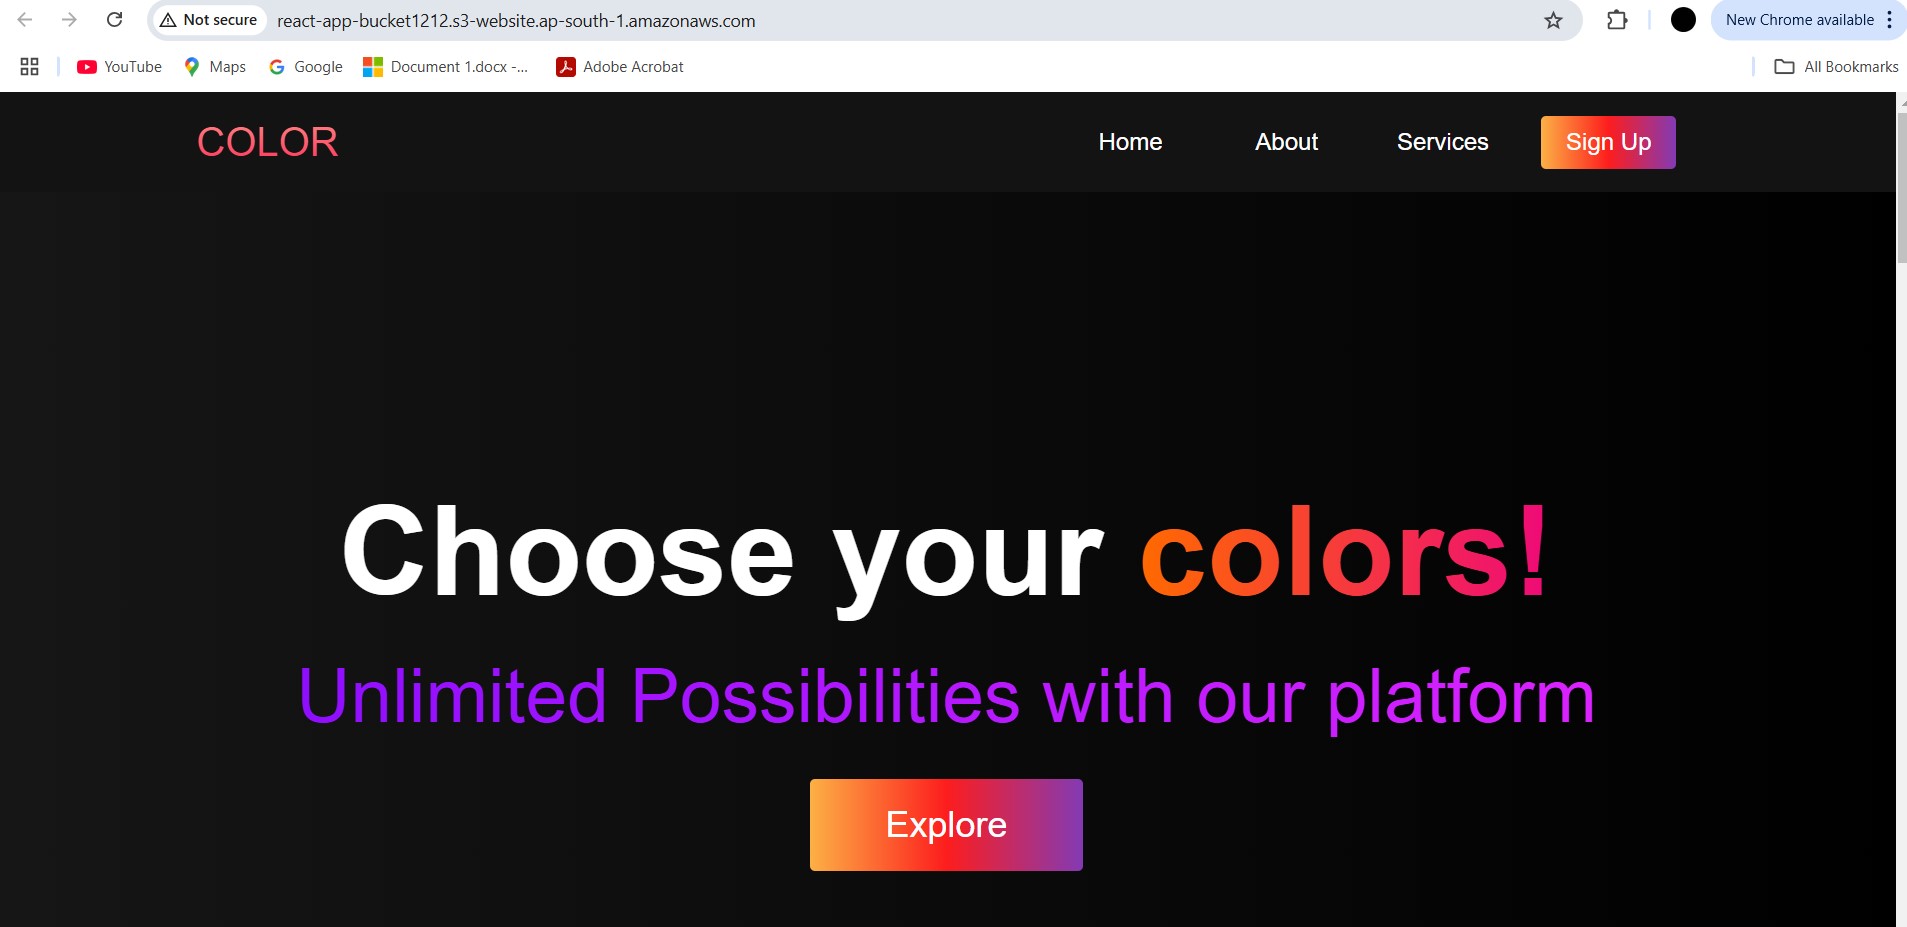 Not secure react-app-bucket1212.s3-website.ap-south-1.amazonaws.com New Chrome available
YouTube Maps Google Document 1.docx -... Adobe Acrobat All Bookmarks
COLOR Home About Services Sign Up
Choose your colors!
Unlimited Possibilities with our platform
Explore